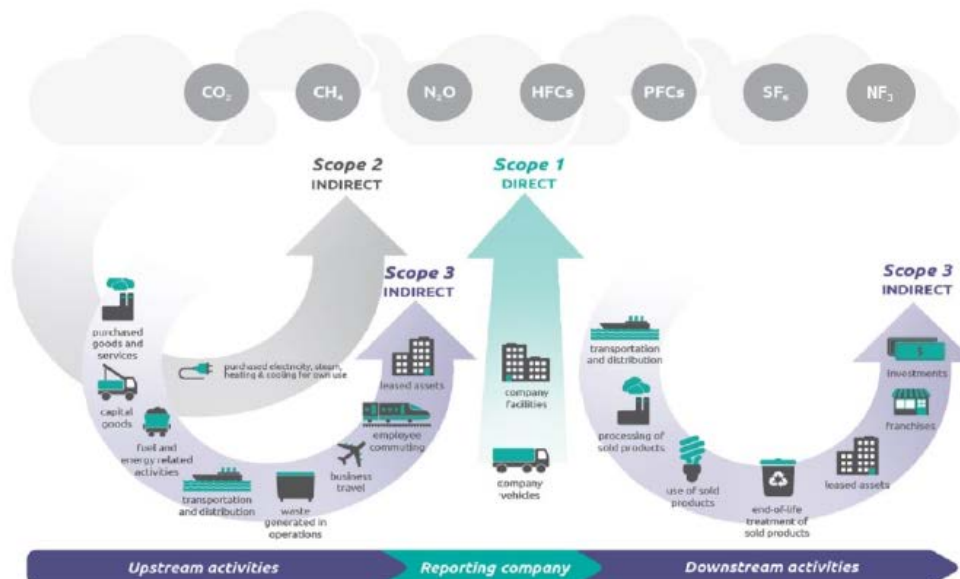 CO₂ CH₄ N₂O HFCs PFCs SF₆ NF₃
Scope 2
INDIRECT
Scope 1
DIRECT
Scope 3
INDIRECT
Scope 3
INDIRECT
purchased
goods and
services
capital
goods
fuel and
energy related
activities
transportation
and distribution
waste
generated in
operations
business
travel
employee
commuting
leased assets
purchased electricity, steam,
heating & cooling for own use
company
facilities
company
vehicles
transportation
and distribution
processing of
sold products
use of sold
products
end-of-life
treatment of
sold products
leased assets
franchises
investments
$
Upstream activities
Reporting company
Downstream activities